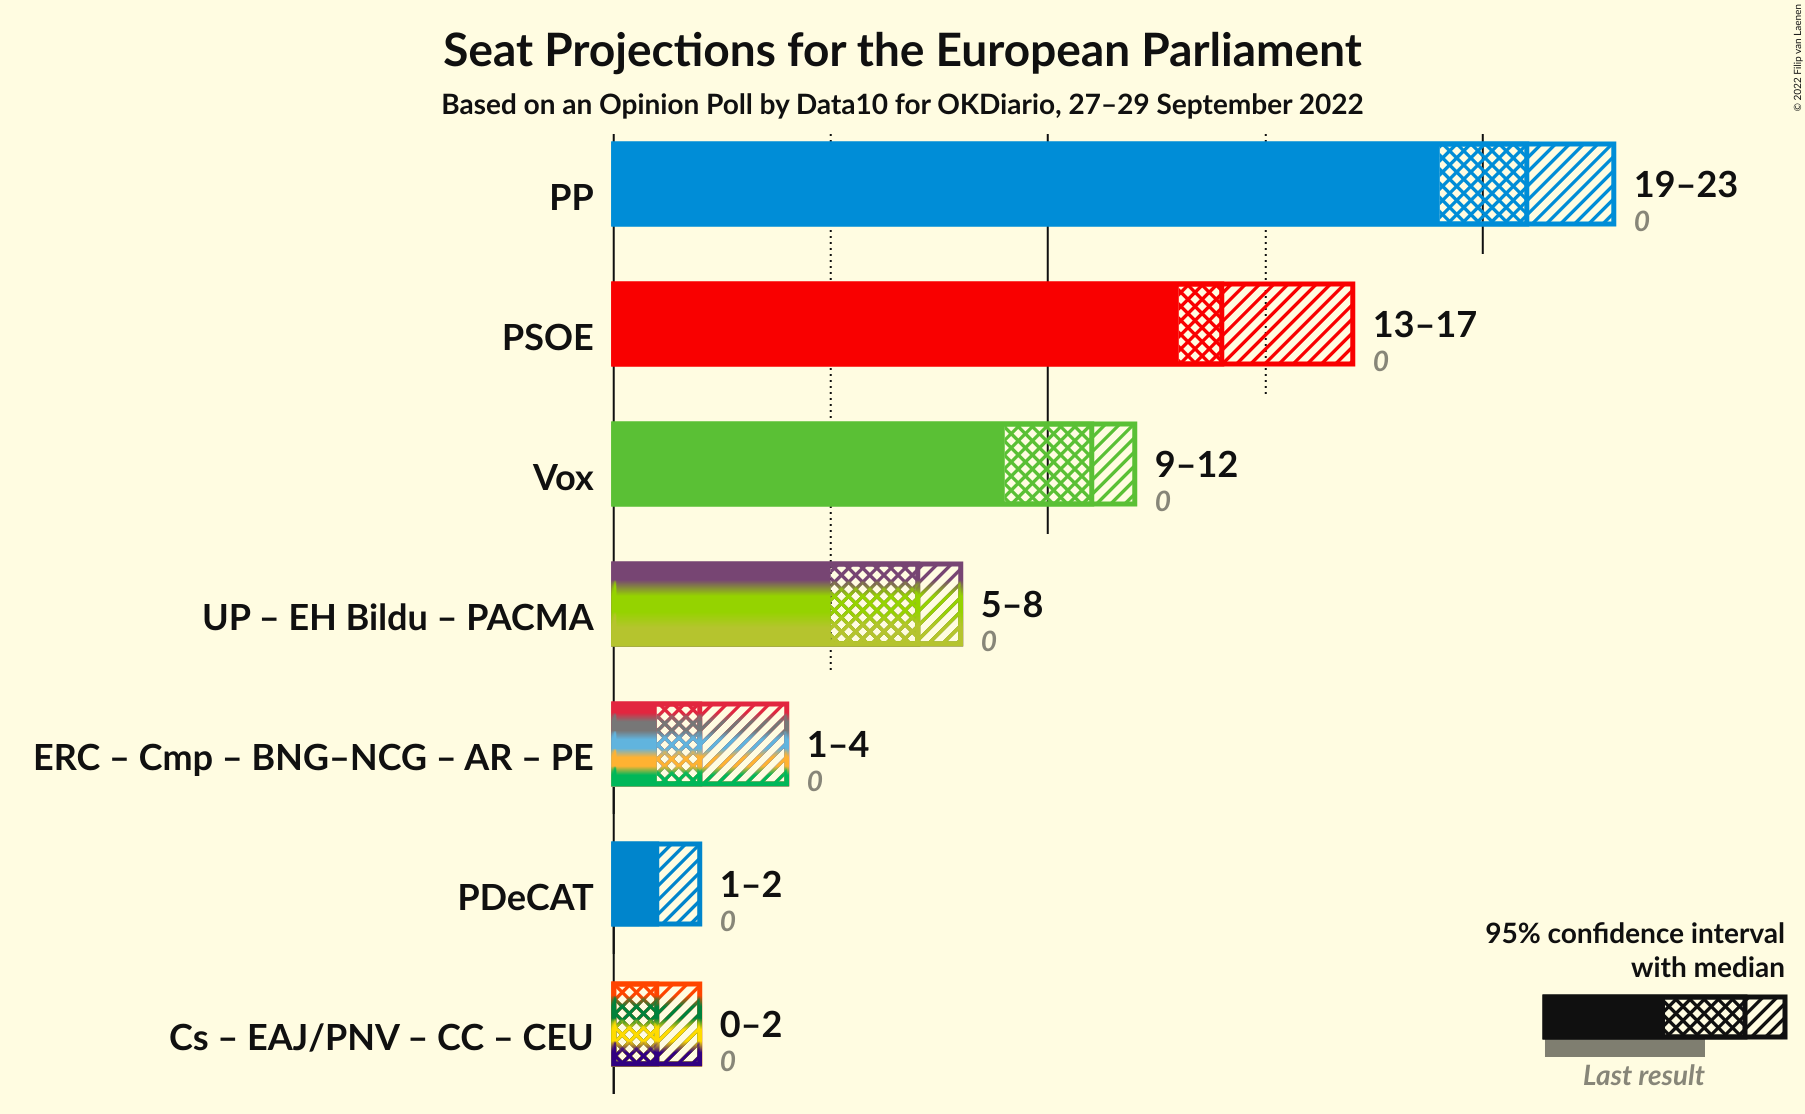 Seat Projections for the European Parliament
Based on an Opinion Poll by Data10 for OKDiario, 27–29 September 2022
© 2022 Filip van Laenen
PP
19–23
0
PSOE
13–17
0
Vox
9–12
0
UP – EH Bildu – PACMA
5–8
0
ERC – Cmp – BNG–NCG – AR – PE
1–4
0
PDeCAT
1–2
0
Cs – EAJ/PNV – CC – CEU
0–2
0
95% confidence interval
with median
Last result